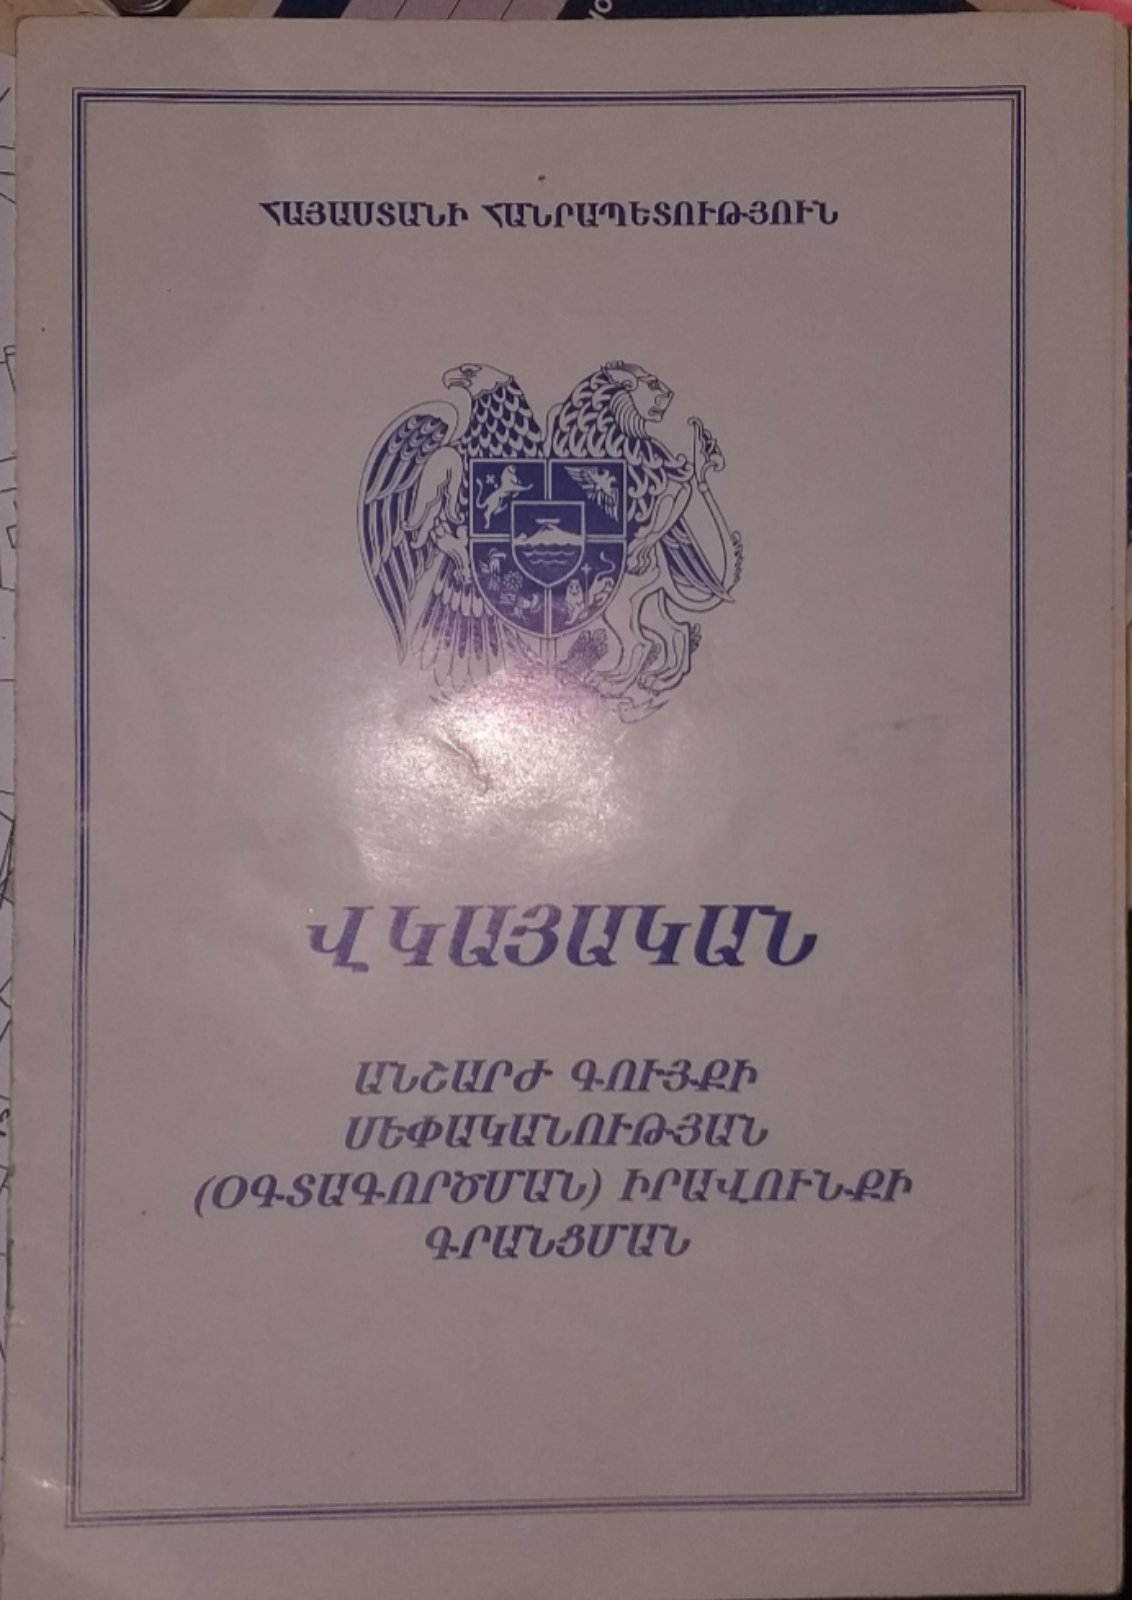 ՀԱՅԱՍՏԱՆԻ ՀԱՆՐԱՊԵՏՈՒԹՅՈՒՆ
ՎԿԱՅԱԿԱՆ
ԱՆՇԱՐԺ ԳՈՒՅՔԻ
ՍԵՓԱԿԱՆՈՒԹՅԱՆ
(ՕԳՏԱԳՈՐԾՄԱՆ) ԻՐԱՎՈՒՆՔԻ
ԳՐԱՆՑՄԱՆ